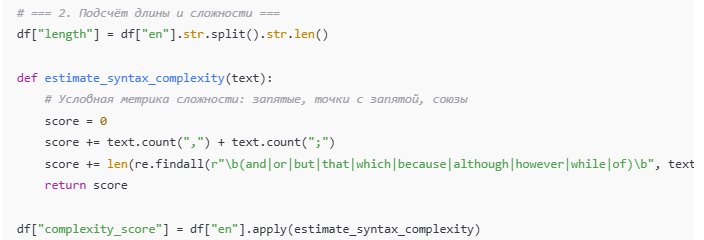 # === 2. Подсчёт длины и сложности ===
df["length"] = df["en"].str.split().str.len()
def estimate_syntax_complexity(text):
# Условная метрика сложности: запятые, точки с запятой, союзы
score = 0
score += text.count(",") + text.count(";")
score += len(re.findall(r"\b(and|or|but|that|which|because|although|however|while|of)\b", text
return score
df["complexity_score"] = df["en"].apply(estimate_syntax_complexity)